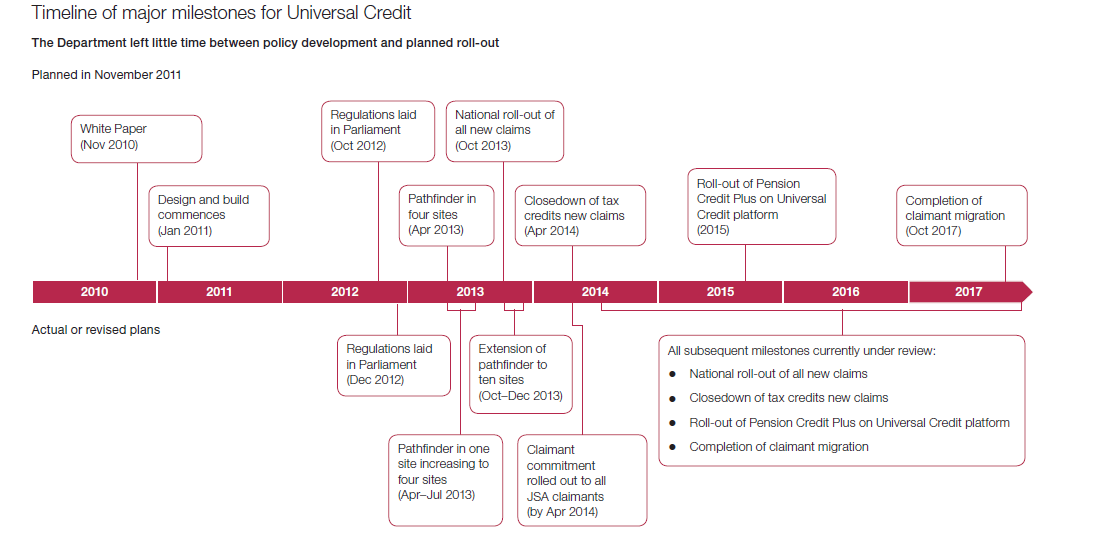 Timeline of major milestones for Universal Credit
The Department left little time between policy development and planned roll-out
Planned in November 2011
White Paper
(Nov 2010)
Design and build
commences
(Jan 2011)
Regulations laid
in Parliament
(Oct 2012)
Pathfinder in
four sites
(Apr 2013)
National roll-out of
all new claims
(Oct 2013)
Closedown of tax
credits new claims
(Apr 2014)
Roll-out of Pension
Credit Plus on Universal
Credit platform
(2015)
Completion of
claimant migration
(Oct 2017)
2010 2011 2012 2013 2014 2015 2016 2017
Actual or revised plans
Regulations laid
in Parliament
(Dec 2012)
Pathfinder in one
site increasing to
four sites
(Apr–Jul 2013)
Extension of
pathfinder to
ten sites
(Oct–Dec 2013)
Claimant
commitment
rolled out to all
JSA claimants
(by Apr 2014)
All subsequent milestones currently under review:
● National roll-out of all new claims
● Closedown of tax credits new claims
● Roll-out of Pension Credit Plus on Universal Credit platform
● Completion of claimant migration